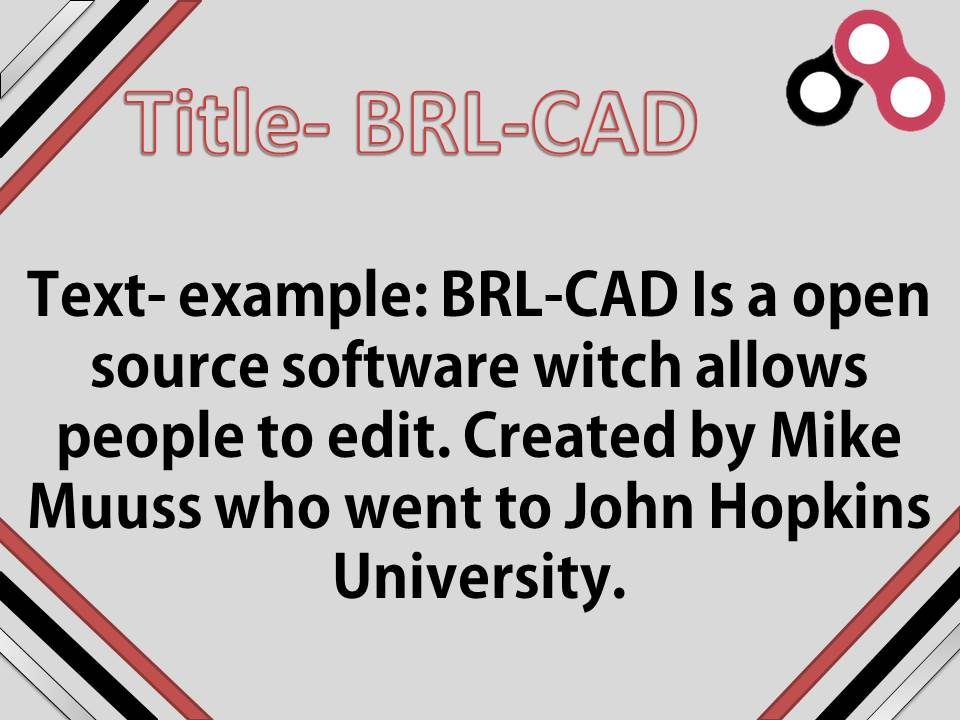 Title- BRL-CAD
Text- example: BRL-CAD Is a open
source software witch allows
people to edit. Created by Mike
Muuss who went to John Hopkins
University.